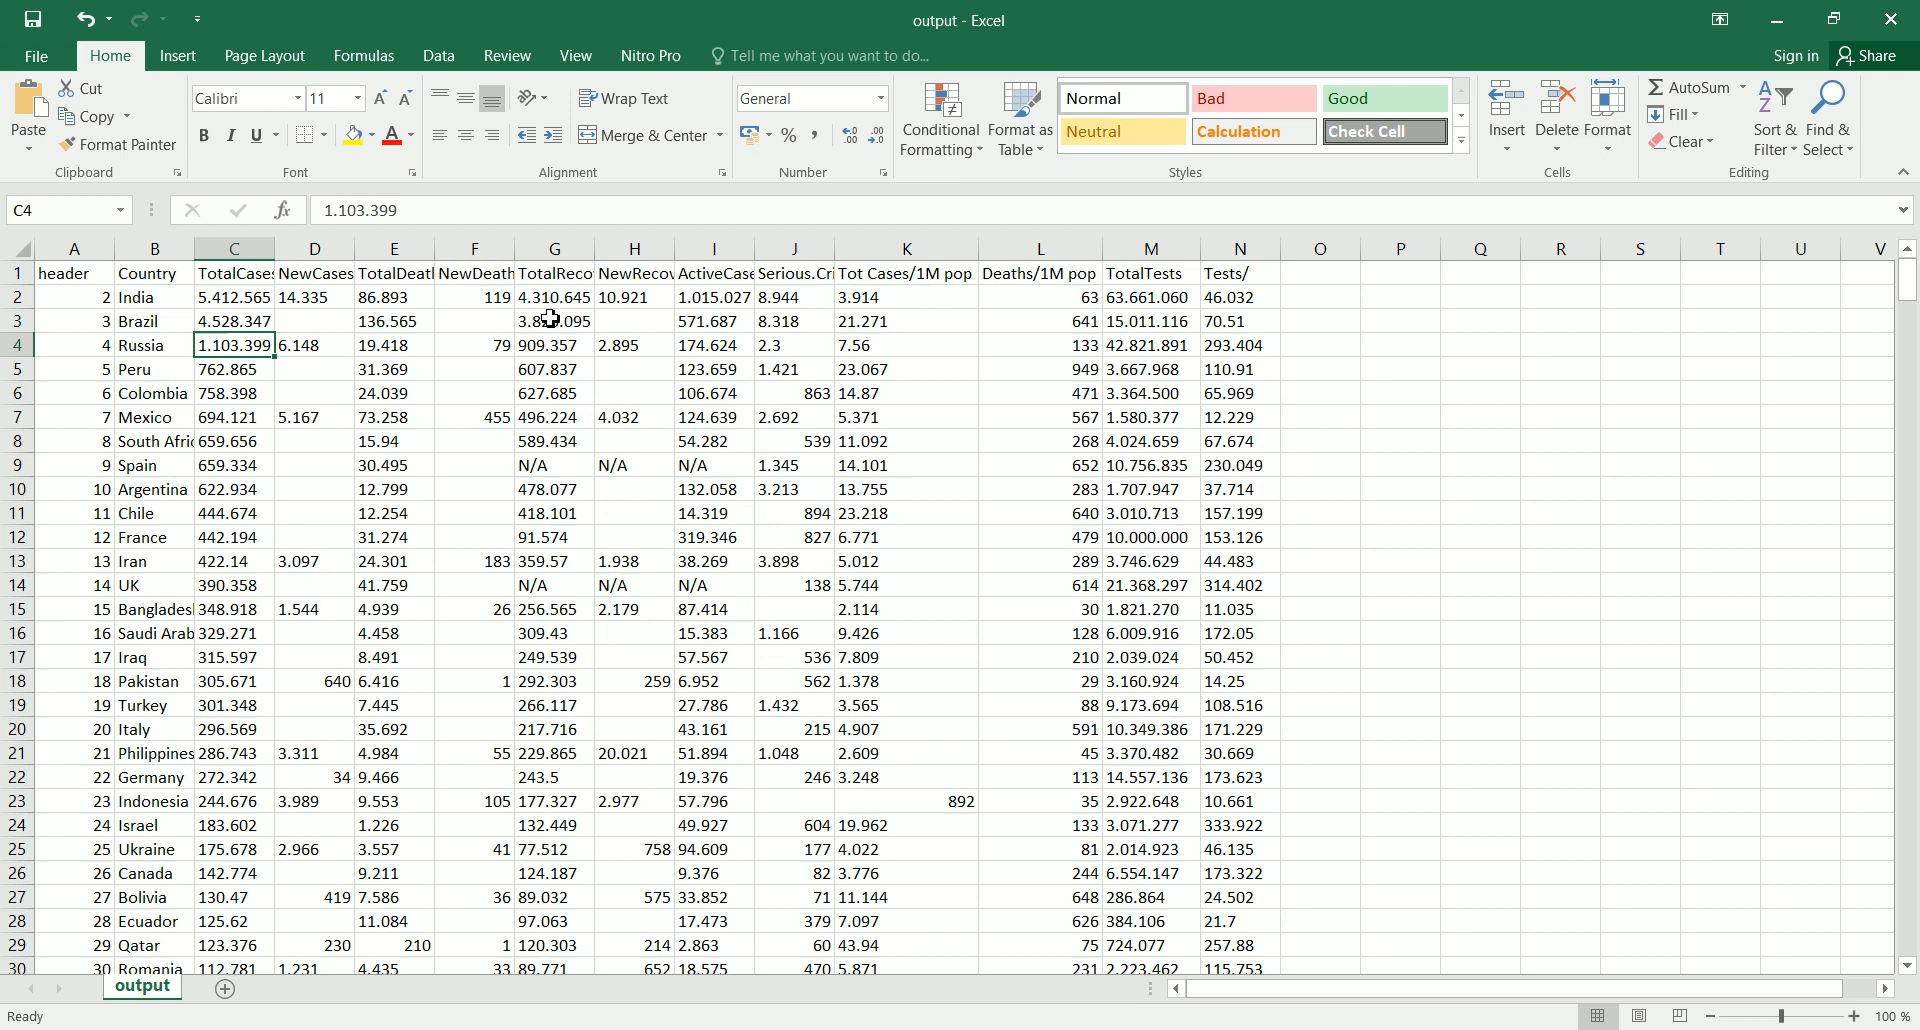 output - Excel
File Home Insert Page Layout Formulas Data Review View Nitro Pro Tell me what you want to do... Sign in Share
Paste Cut Copy Format Painter Clipboard
Calibri 11 A A B I U A Font
Wrap Text Merge & Center Alignment
General % , .00 Number
Conditional Formatting Format as Table
Normal Bad Good
Neutral Calculation Check Cell
Styles
Insert Delete Format Cells
AutoSum Fill Clear Sort & Filter Find & Select Editing
C4 fx 1.103.399
A B C D E F G H I J K L M N O P Q R S T U V
1 header Country TotalCases NewCases TotalDeat NewDeath TotalReco NewRecov ActiveCase Serious.Cri Tot Cases/1M pop Deaths/1M pop TotalTests Tests/
2 2 India 5.412.565 14.335 86.893 119 4.310.645 10.921 1.015.027 8.944 3.914 63 63.661.060 46.032
3 3 Brazil 4.528.347 136.565 571.687 8.318 21.271 641 15.011.116 70.51
4 4 Russia 1.103.399 6.148 19.418 79 909.357 2.895 174.624 2.3 7.56 133 42.821.891 293.404
5 5 Peru 762.865 31.369 607.837 123.659 1.421 23.067 949 3.667.968 110.91
6 6 Colombia 758.398 24.039 627.685 106.674 863 14.87 471 3.364.500 65.969
7 7 Mexico 694.121 5.167 73.258 455 496.224 4.032 124.639 2.692 5.371 567 1.580.377 12.229
8 8 South Afric 659.656 15.94 589.434 54.282 539 11.092 268 4.024.659 67.674
9 9 Spain 659.334 30.495 N/A N/A N/A 1.345 14.101 652 10.756.835 230.049
10 10 Argentina 622.934 12.799 478.077 132.058 3.213 13.755 283 1.707.947 37.714
11 11 Chile 444.674 12.254 418.101 14.319 894 23.218 640 3.010.713 157.199
12 12 France 442.194 31.274 91.574 319.346 827 6.771 479 10.000.000 153.126
13 13 Iran 422.14 3.097 24.301 183 359.57 1.938 38.269 3.898 5.012 289 3.746.629 44.483
14 14 UK 390.358 41.759 N/A N/A N/A 138 5.744 614 21.368.297 314.402
15 15 Bangladesl 348.918 1.544 4.939 26 256.565 2.179 87.414 2.114 30 1.821.270 11.035
16 16 Saudi Arab 329.271 4.458 309.43 15.383 1.166 9.426 128 6.009.916 172.05
17 17 Iraq 315.597 8.491 249.539 57.567 536 7.809 210 2.039.024 50.452
18 18 Pakistan 305.671 640 6.416 1 292.303 259 6.952 562 1.378 29 3.160.924 14.25
19 19 Turkey 301.348 7.445 266.117 27.786 1.432 3.565 88 9.173.694 108.516
20 20 Italy 296.569 35.692 217.716 43.161 215 4.907 591 10.349.386 171.229
21 21 Philippines 286.743 3.311 4.984 55 229.865 20.021 51.894 1.048 2.609 45 3.370.482 30.669
22 22 Germany 272.342 34 9.466 243.5 19.376 246 3.248 113 14.557.136 173.623
23 23 Indonesia 244.676 3.989 9.553 105 177.327 2.977 57.796 892 35 2.922.648 10.661
24 24 Israel 183.602 1.226 132.449 49.927 604 19.962 133 3.071.277 333.922
25 25 Ukraine 175.678 2.966 3.557 41 77.512 758 94.609 177 4.022 81 2.014.923 46.135
26 26 Canada 142.774 9.211 124.187 9.376 82 3.776 244 6.554.147 173.322
27 27 Bolivia 130.47 419 7.586 36 89.032 575 33.852 71 11.144 648 286.864 24.502
28 28 Ecuador 125.62 11.084 97.063 17.473 379 7.097 626 384.106 21.7
29 29 Qatar 123.376 230 210 1 120.303 214 2.863 60 43.94 75 724.077 257.88
30 30 Romania 112.781 1.231 4.435 33 89.771 652 18.575 470 5.871 231 2.223.462 115.753
output
Ready 100 %